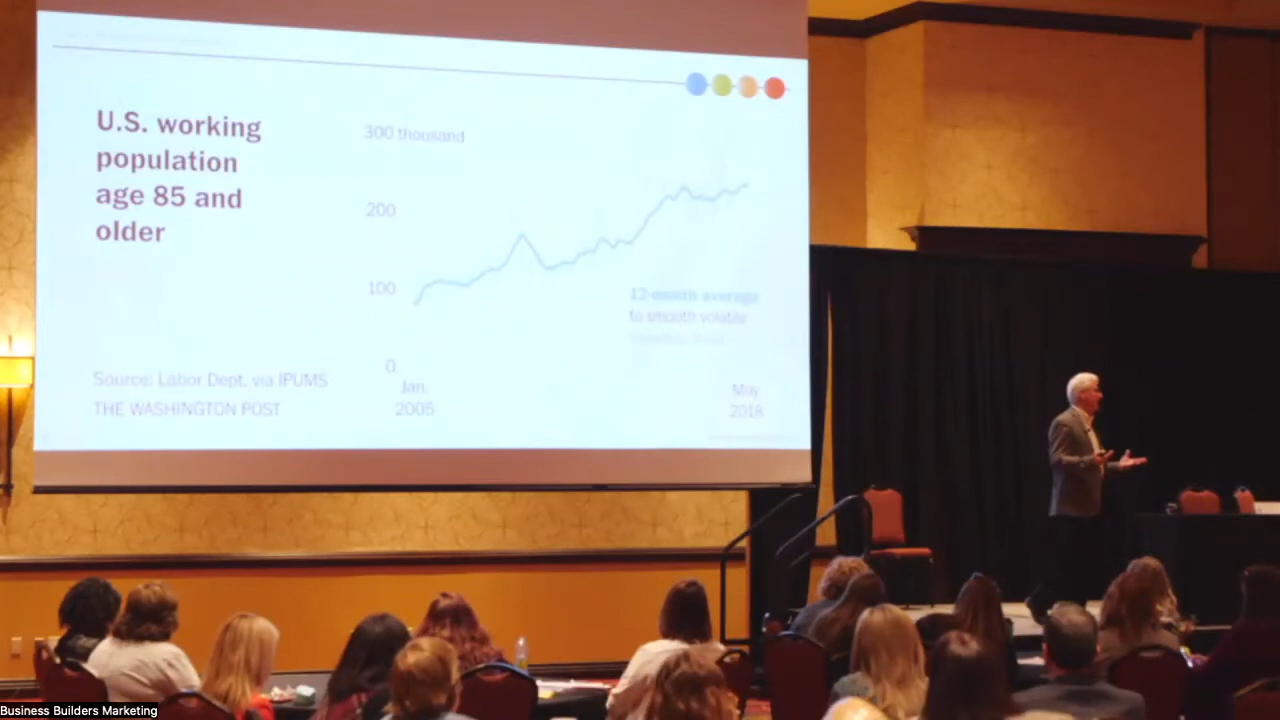 U.S. working
population
age 85 and
older
300 thousand
200
100
0
12-month average
to smooth volatile
Jan.
2005
May
2018
Source: Labor Dept. via IPUMS
THE WASHINGTON POST
Business Builders Marketing